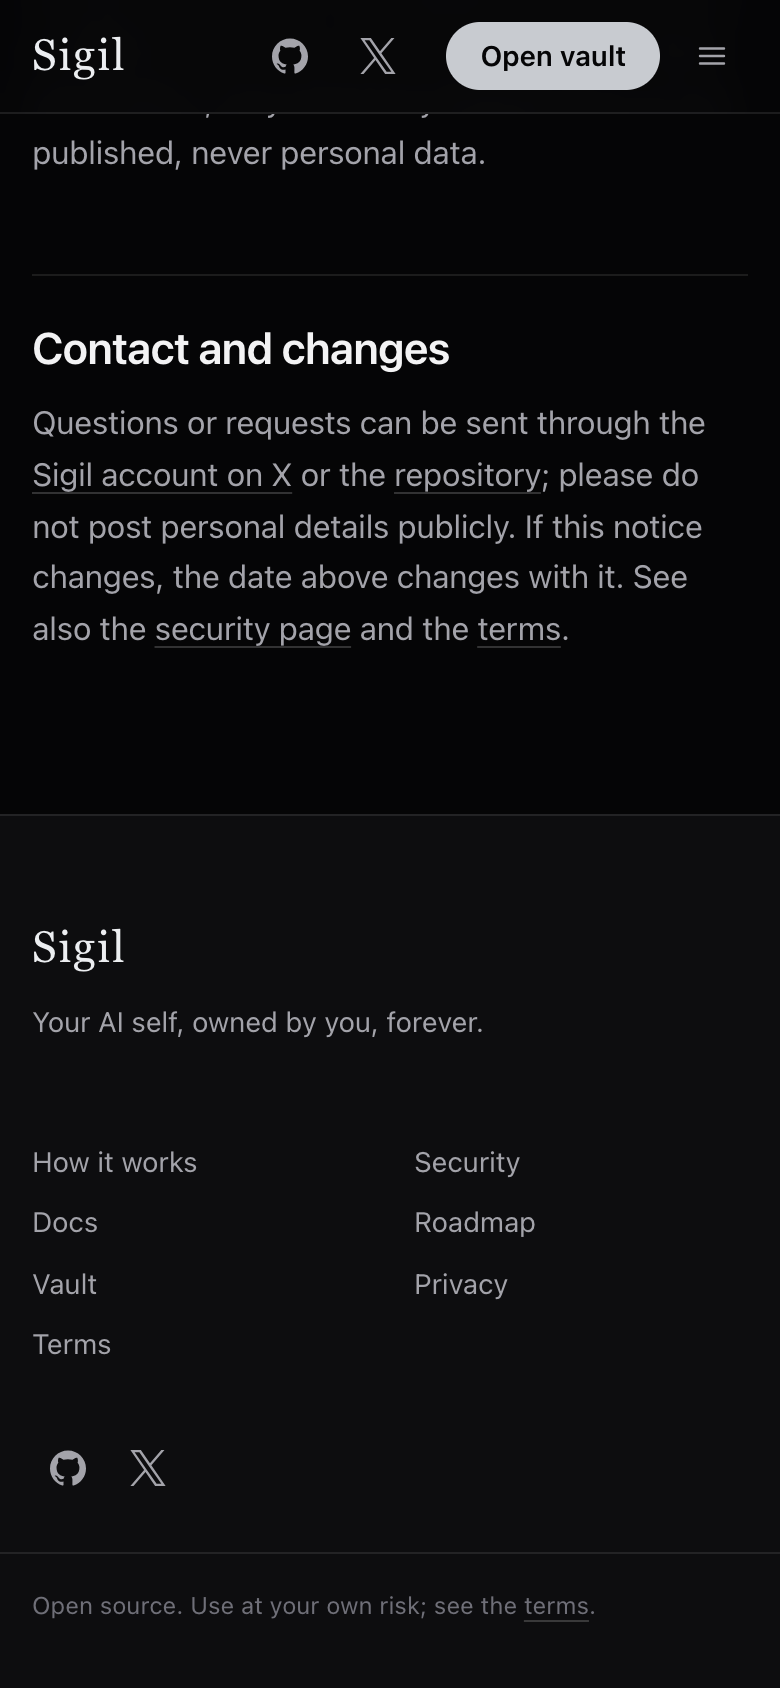 Sigil
Open vault
published, never personal data.
Contact and changes
Questions or requests can be sent through the
Sigil account on X or the repository; please do
not post personal details publicly. If this notice
changes, the date above changes with it. See
also the security page and the terms.
Sigil
Your AI self, owned by you, forever.
How it works
Security
Docs
Roadmap
Vault
Privacy
Terms
Open source. Use at your own risk; see the terms.